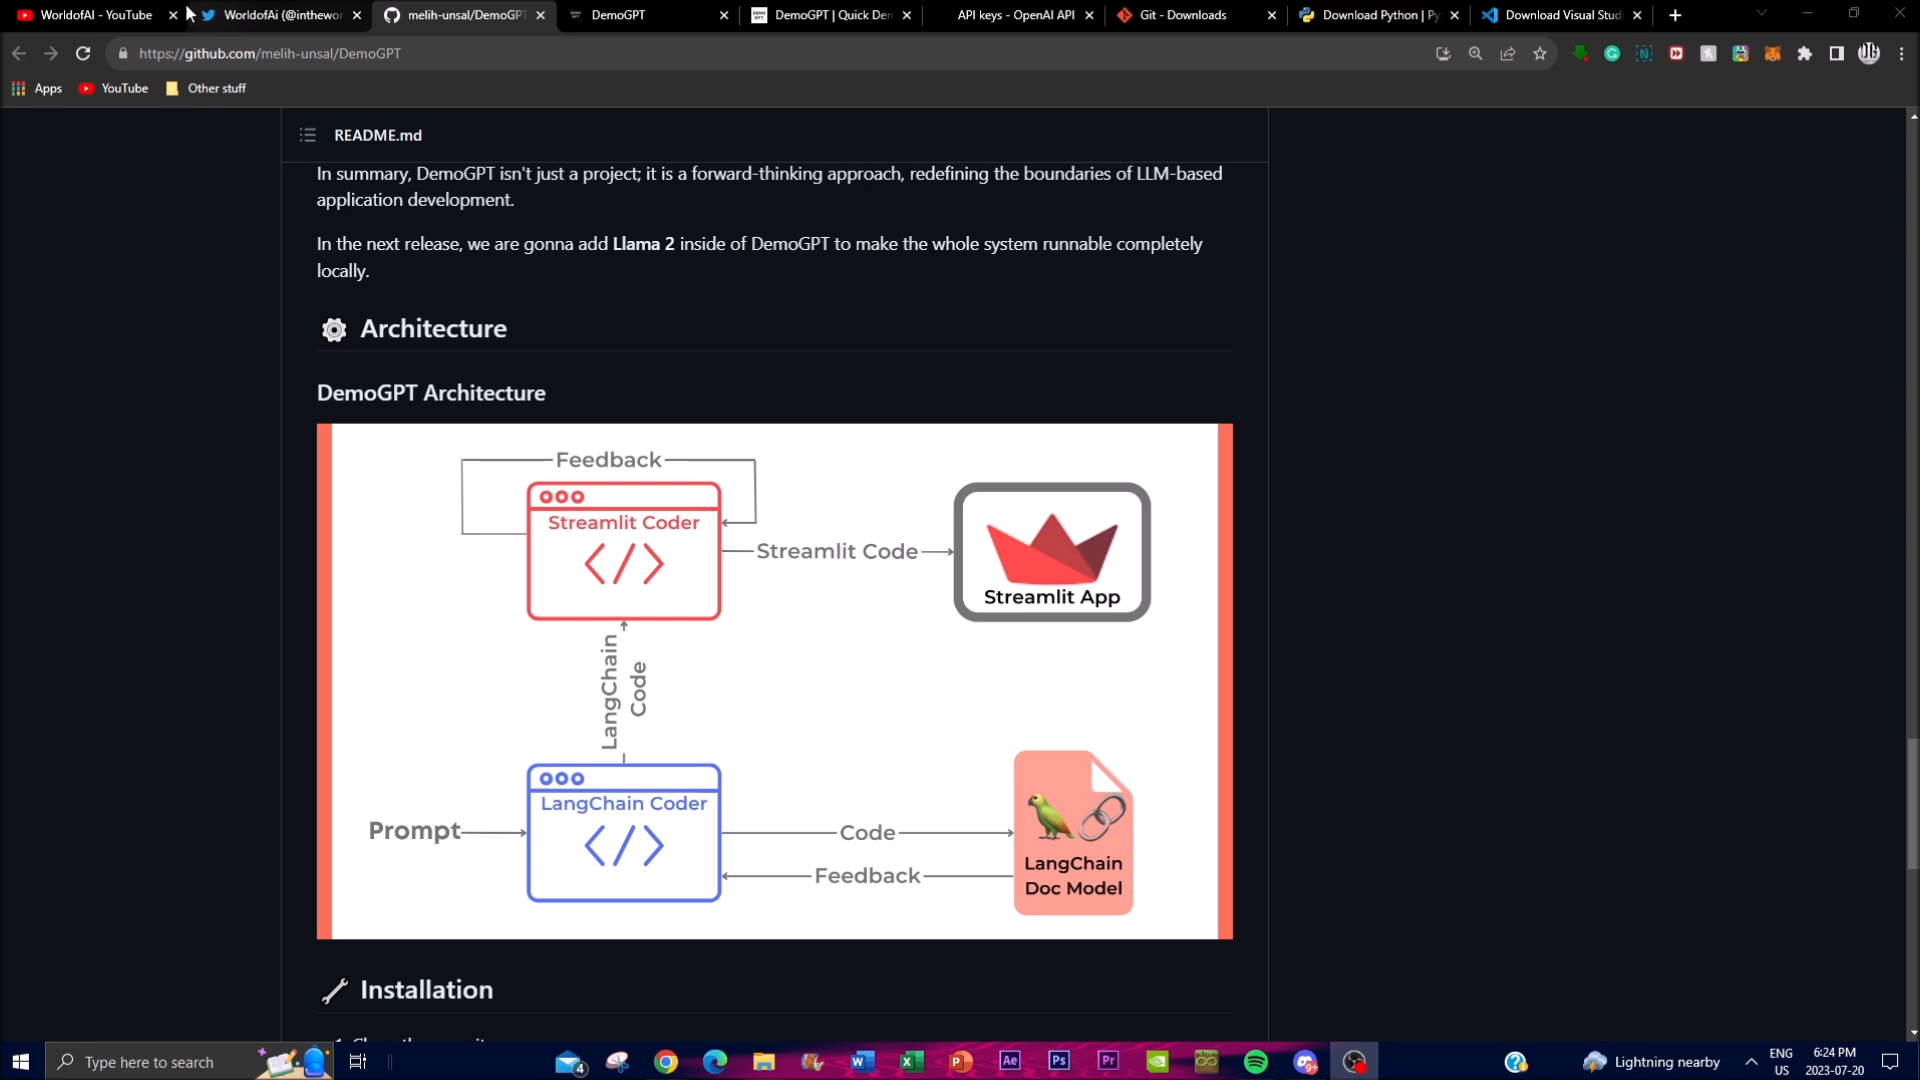 WorldofAI - YouTube
WorldofAi (@inthewor
melih-unsal/DemoGPT
DemoGPT
DemoGPT | Quick Den
API keys - OpenAI API
Git - Downloads
Download Python | Py
Download Visual Stud
https://github.com/melih-unsal/DemoGPT
Apps
YouTube
Other stuff
README.md
In summary, DemoGPT isn't just a project; it is a forward-thinking approach, redefining the boundaries of LLM-based
application development.
In the next release, we are gonna add Llama 2 inside of DemoGPT to make the whole system runnable completely
locally.
Architecture
DemoGPT Architecture
Feedback
Streamlit Coder
</>
Streamlit Code
Streamlit App
LangChain
Code
Prompt
LangChain Coder
</>
Code
Feedback
LangChain
Doc Model
Installation
Type here to search
4
W
X
P
Ae
Ps
Pr
9+
Lightning nearby
ENG
US
6:24 PM
2023-07-20